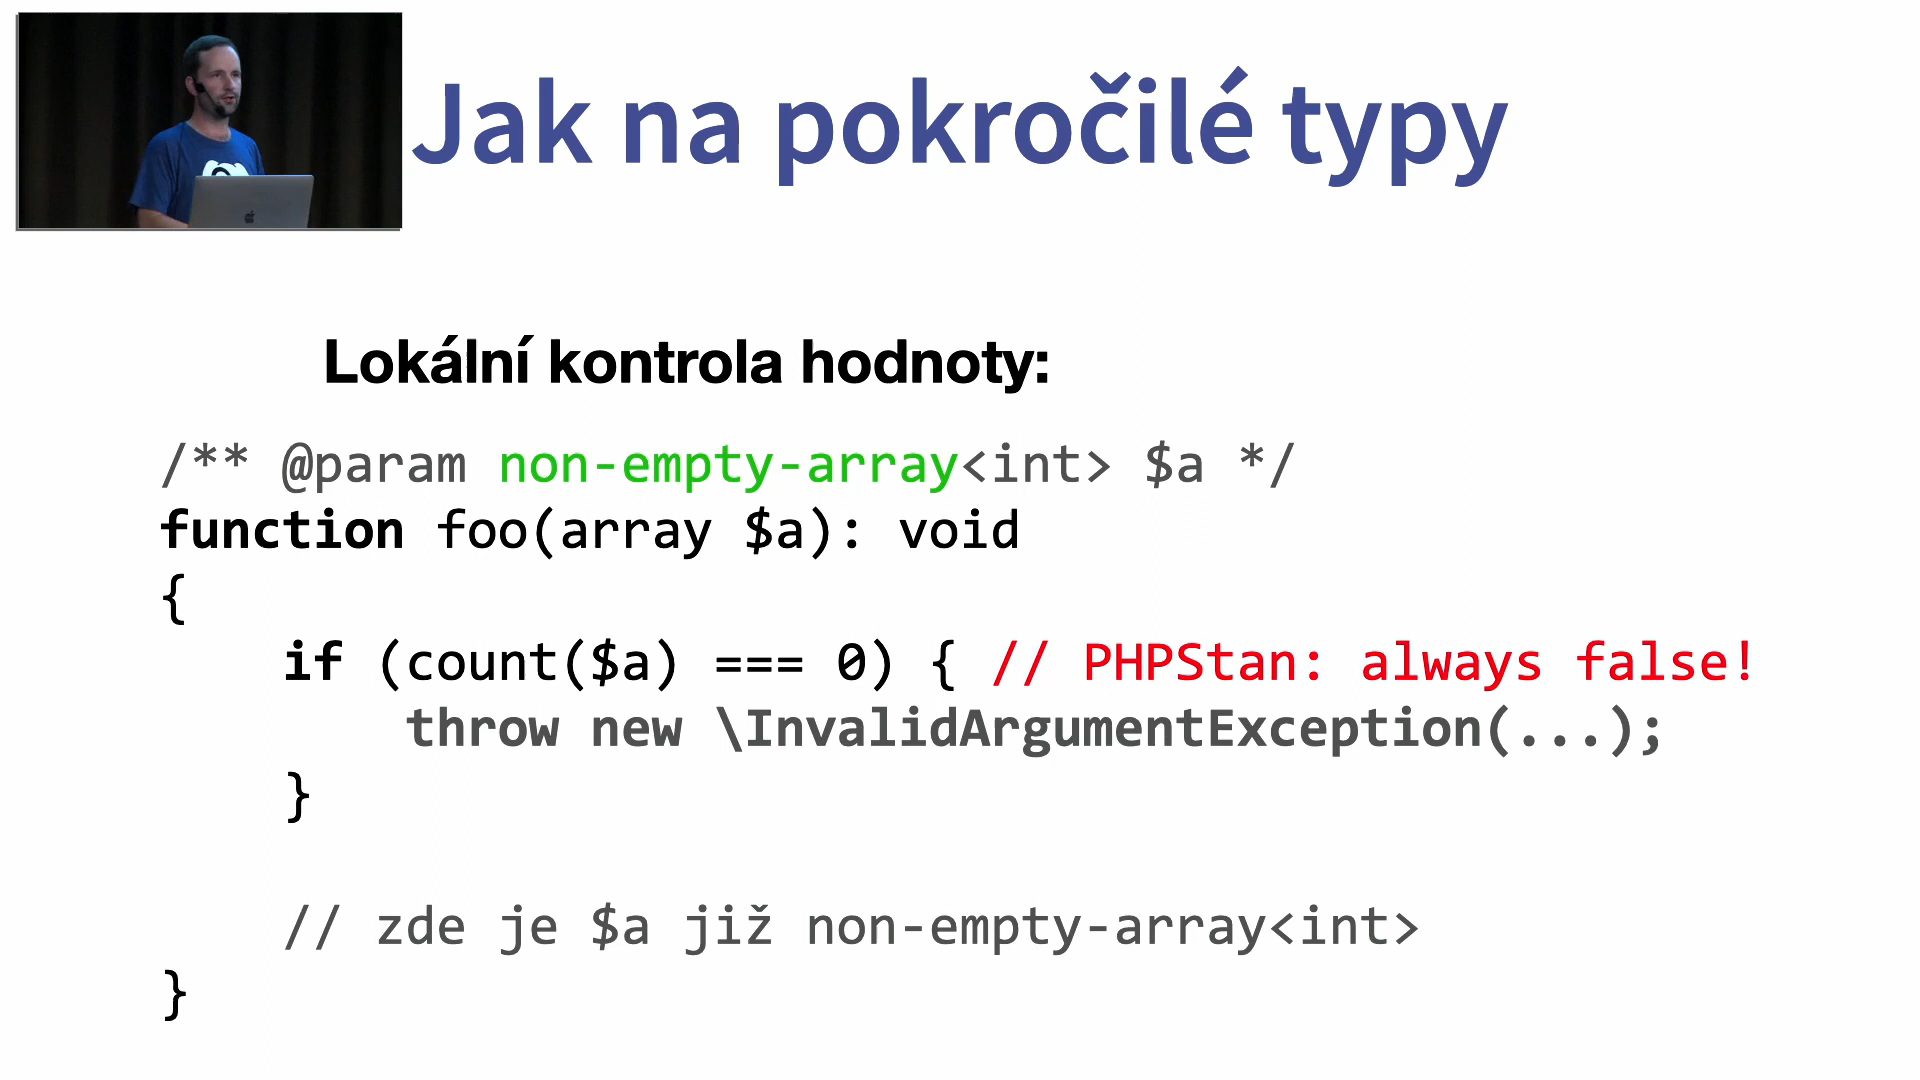 Jak na pokročilé typy
Lokální kontrola hodnoty:
/** @param non-empty-array<int> $a */
function foo(array $a): void
{
    if (count($a) === 0) { // PHPStan: always false!
        throw new \InvalidArgumentException(...);
    }
    // zde je $a již non-empty-array<int>
}